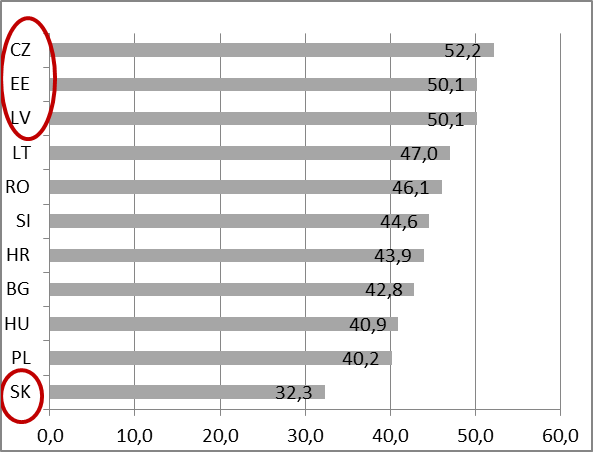 CZ 52,2
EE 50,1
LV 50,1
LT 47,0
RO 46,1
SI 44,6
HR 43,9
BG 42,8
HU 40,9
PL 40,2
SK 32,3
0,0 10,0 20,0 30,0 40,0 50,0 60,0